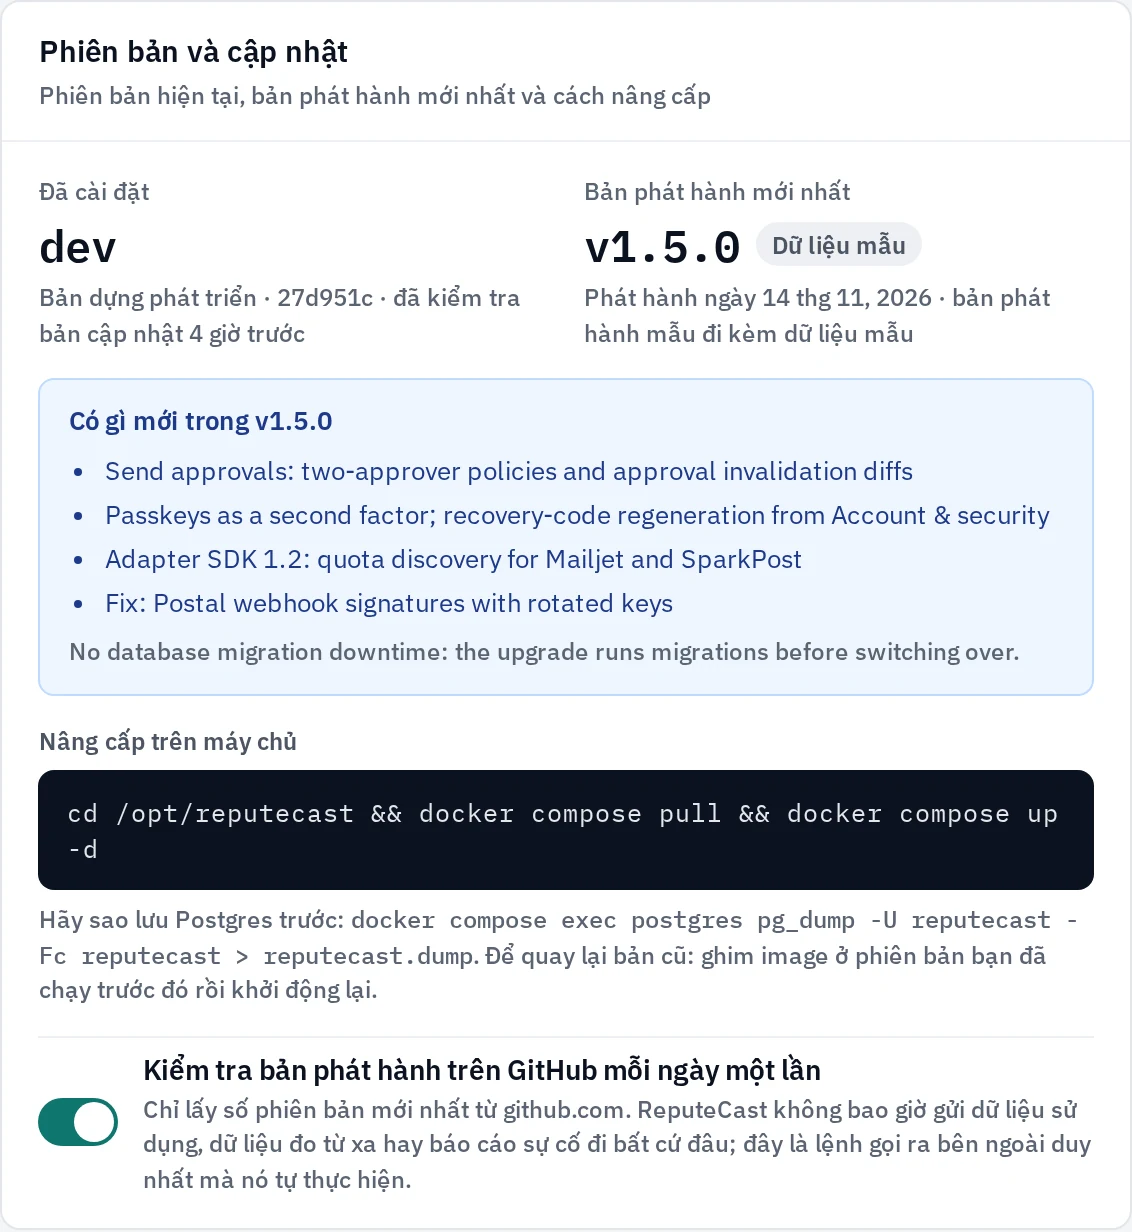 Phiên bản và cập nhật
Phiên bản hiện tại, bản phát hành mới nhất và cách nâng cấp
Đã cài đặt
dev
Bản dựng phát triển · 27d951c · đã kiểm tra
bản cập nhật 4 giờ trước
Bản phát hành mới nhất
v1.5.0 Dữ liệu mẫu
Phát hành ngày 14 thg 11, 2026 · bản phát
hành mẫu đi kèm dữ liệu mẫu
Có gì mới trong v1.5.0
• Send approvals: two-approver policies and approval invalidation diffs
• Passkeys as a second factor; recovery-code regeneration from Account & security
• Adapter SDK 1.2: quota discovery for Mailjet and SparkPost
• Fix: Postal webhook signatures with rotated keys
No database migration downtime: the upgrade runs migrations before switching over.
Nâng cấp trên máy chủ
cd /opt/reputecast && docker compose pull && docker compose up
-d
Hãy sao lưu Postgres trước: docker compose exec postgres pg_dump -U reputecast -
Fc reputecast > reputecast.dump. Để quay lại bản cũ: ghim image ở phiên bản bạn đã
chạy trước đó rồi khởi động lại.
Kiểm tra bản phát hành trên GitHub mỗi ngày một lần
Chỉ lấy số phiên bản mới nhất từ github.com. ReputeCast không bao giờ gửi dữ liệu sử
dụng, dữ liệu đo từ xa hay báo cáo sự cố đi bất cứ đâu; đây là lệnh gọi ra bên ngoài duy
nhất mà nó tự thực hiện.